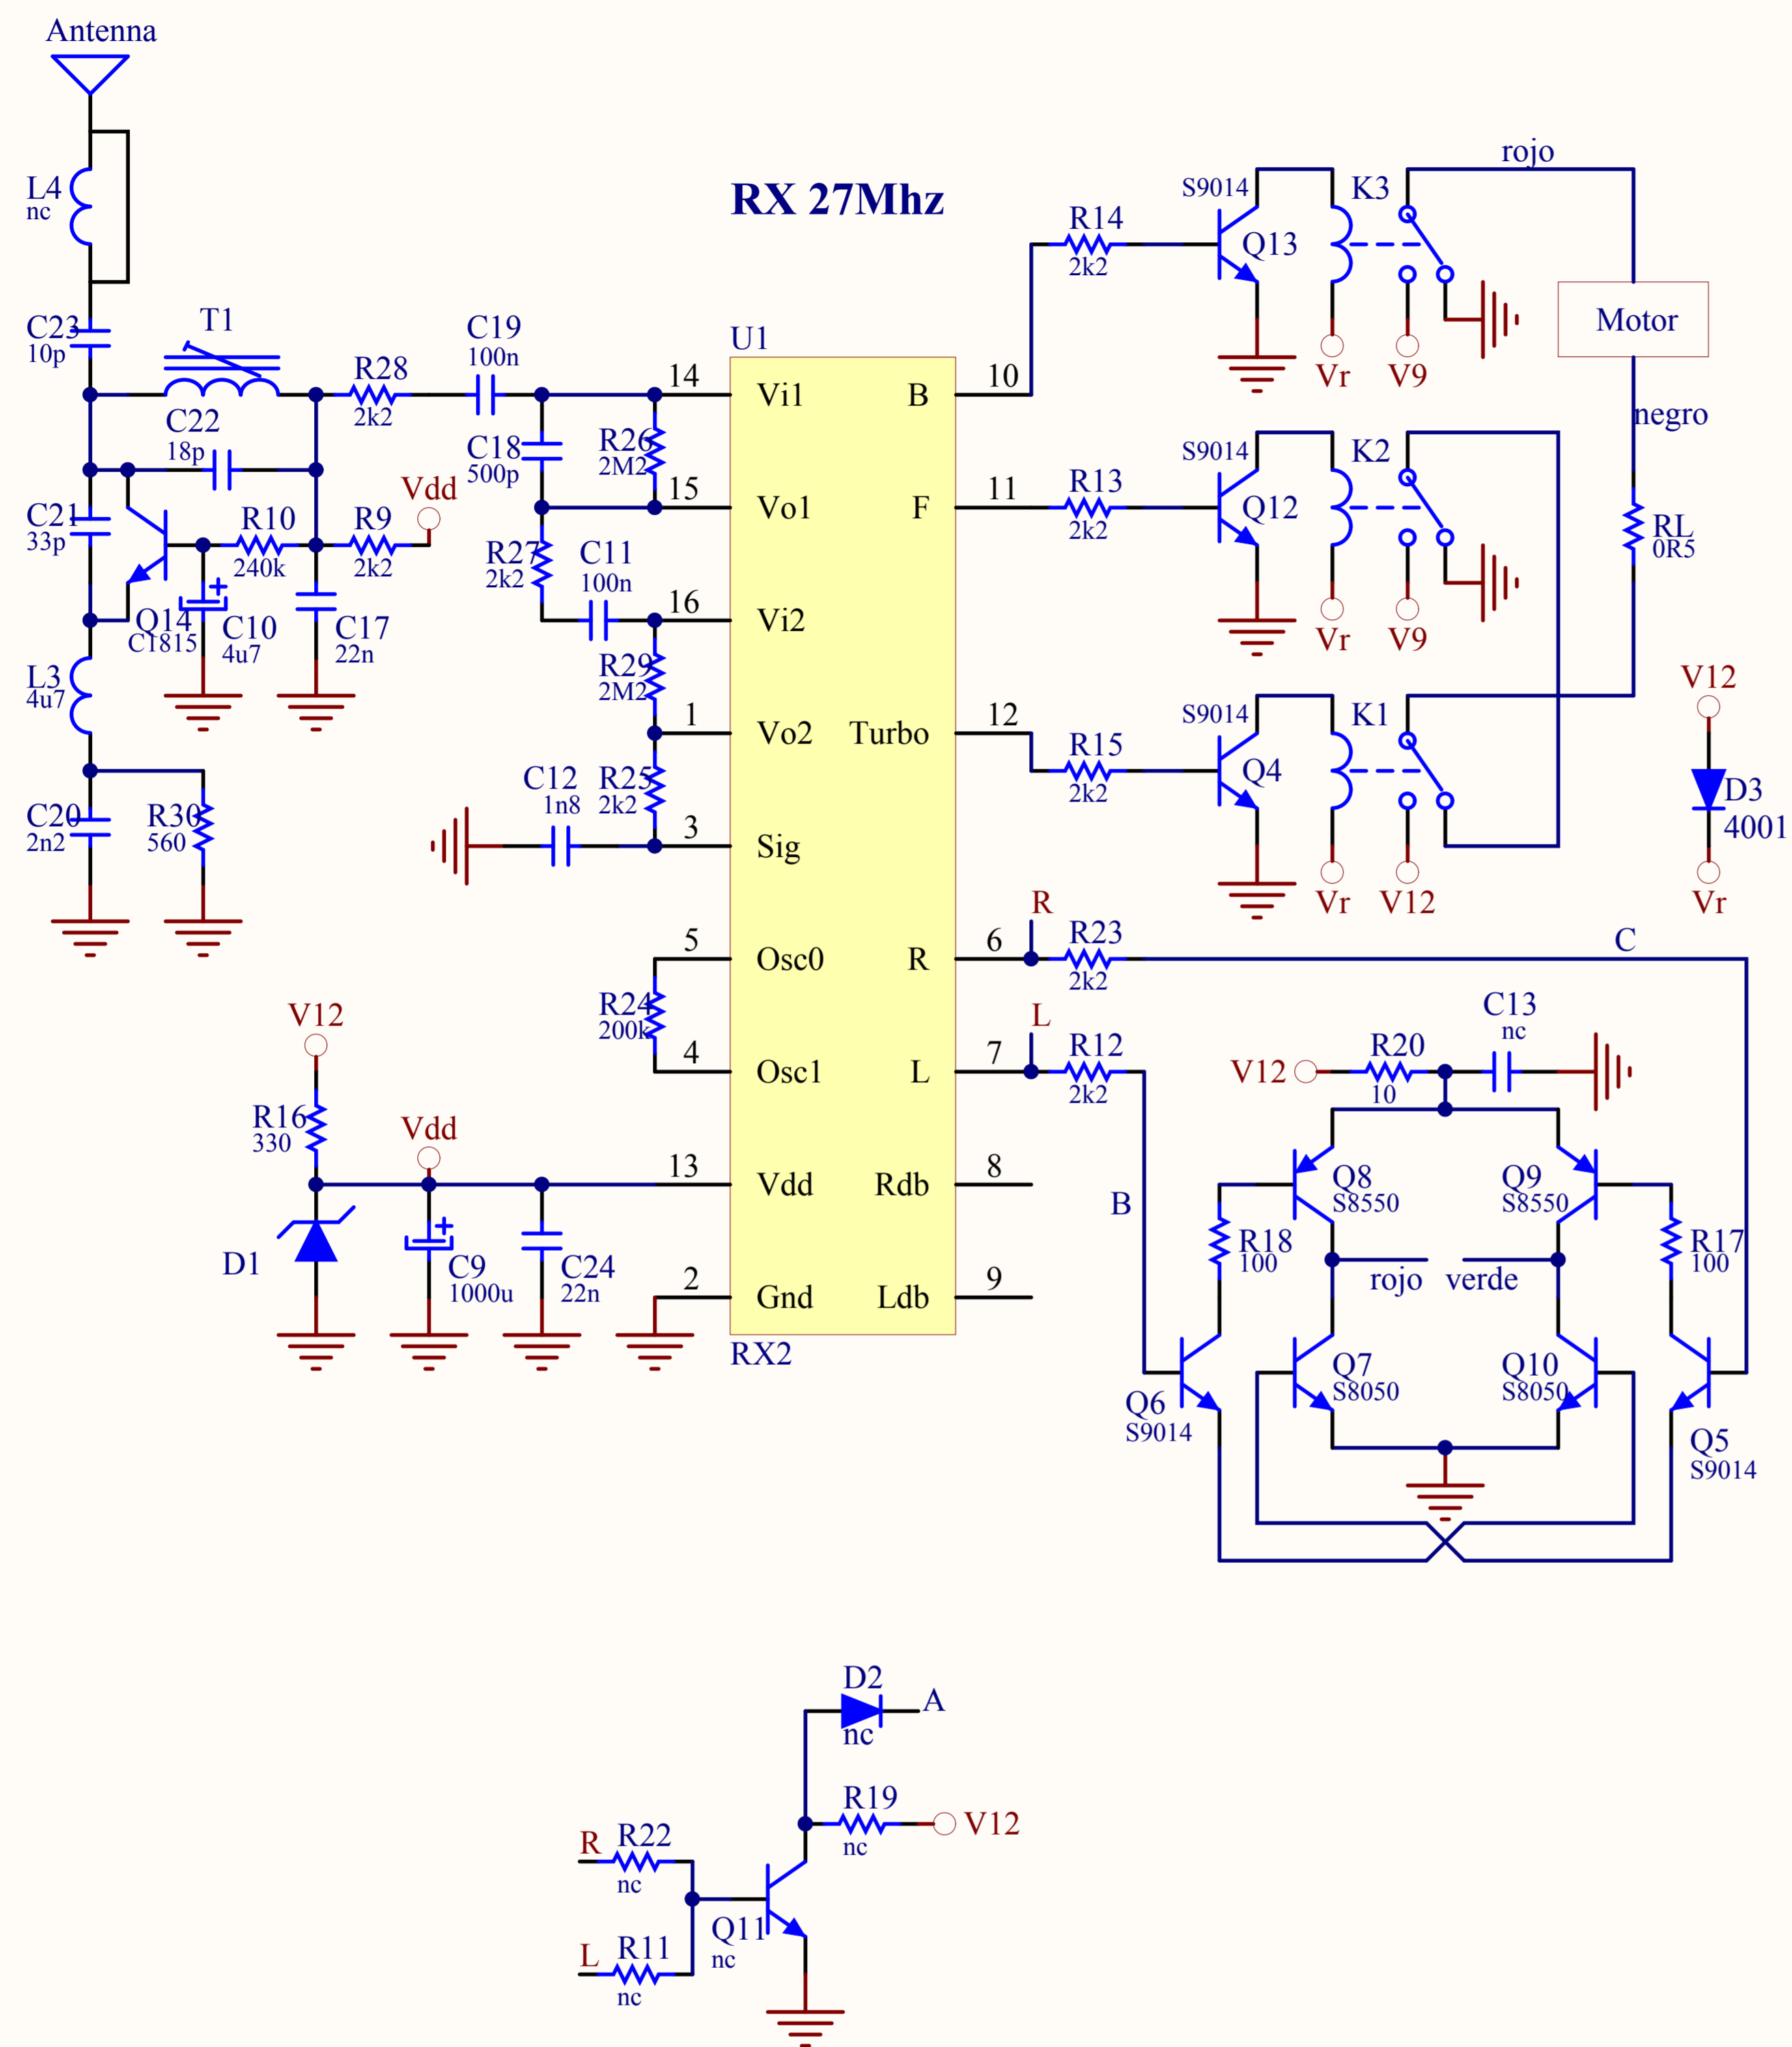 Antenna
L4
nc
C23
10p
T1
C22
18p
R28
2k2
C19
100n
C18
500p
R26
2M2
C21
33p
Q14
C1815
R10
240k
R9
2k2
Vdd
C10
4u7
C17
22n
L3
4u7
C20
2n2
R30
560
R27
2k2
C11
100n
R29
2M2
C12
1n8
R25
2k2
R24
200k
V12
R16
330
Vdd
D1
C9
1000u
C24
22n
RX 27Mhz
U1
14
Vi1
15
Vo1
16
Vi2
1
Vo2
3
Sig
5
Osc0
4
Osc1
13
Vdd
2
Gnd
B
10
F
11
Turbo
12
R
6
L
7
Rdb
8
Ldb
9
RX2
R14
2k2
S9014
Q13
K3
Vr
V9
rojo
Motor
negro
RL
0R5
R13
2k2
S9014
Q12
K2
Vr
V9
R15
2k2
S9014
Q4
K1
Vr
V12
V12
D3
4001
Vr
R
R23
2k2
C
L
R12
2k2
B
V12
R20
10
C13
nc
Q8
S8550
Q9
S8550
R18
100
R17
100
rojo
verde
Q6
S9014
Q7
S8050
Q10
S8050
Q5
S9014
D2
nc
A
R19
nc
V12
R
R22
nc
L
R11
nc
Q11
nc